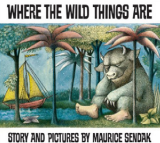 WHERE THE WILD THINGS ARE
STORY AND PICTURES BY MAURICE SENDAK